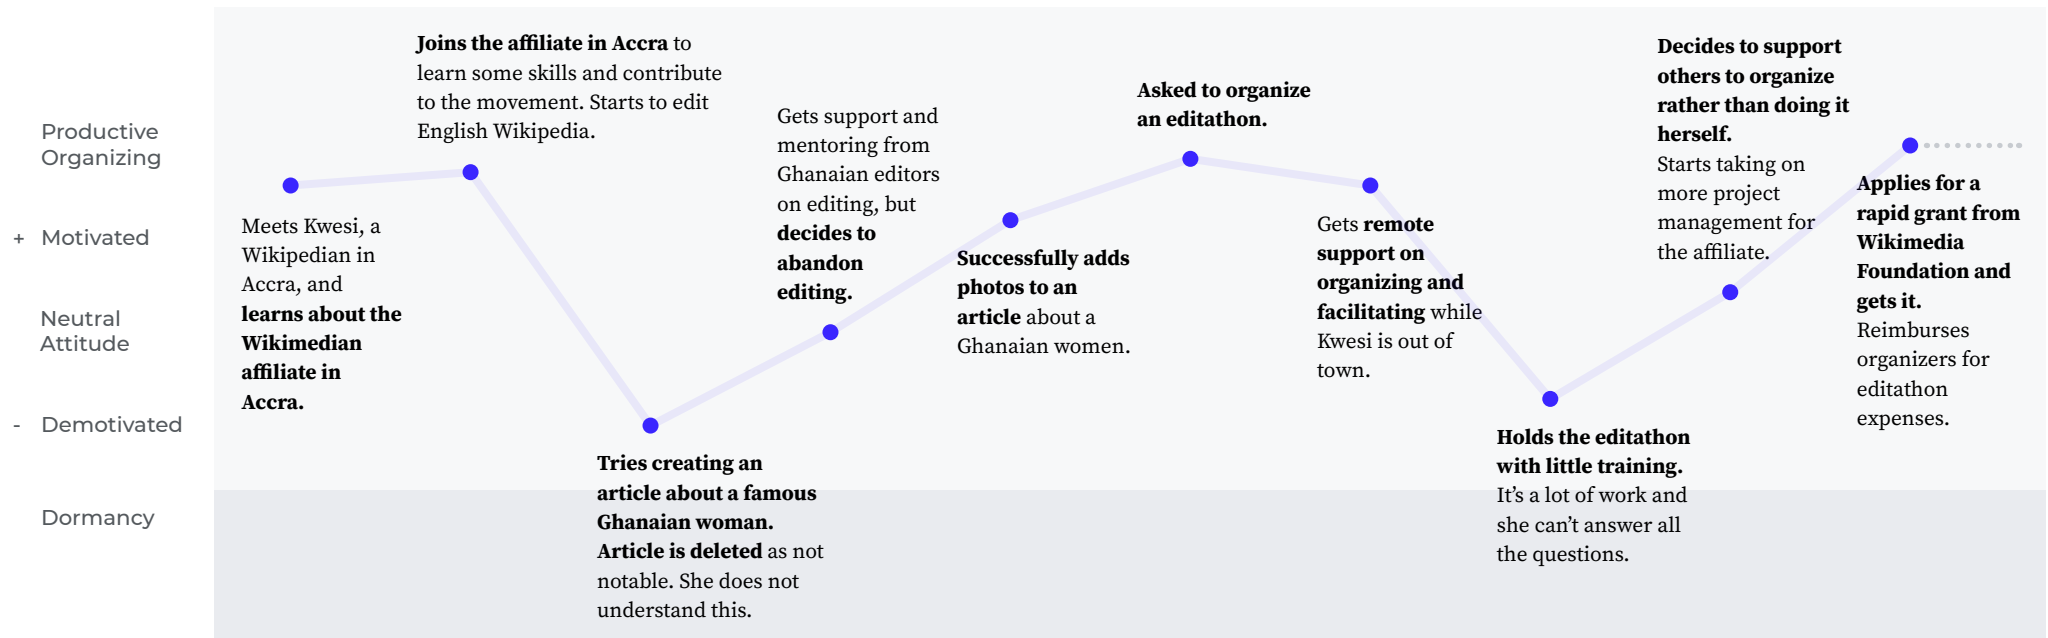 Productive
Organizing
+ Motivated
Neutral
Attitude
- Demotivated
Dormancy
Meets Kwesi, a
Wikipedian in
Accra, and
learns about the
Wikimedian
affiliate in
Accra.
Joins the affiliate in Accra to
learn some skills and contribute
to the movement. Starts to edit
English Wikipedia.
Tries creating an
article about a famous
Ghanaian woman.
Article is deleted as not
notable. She does not
understand this.
Gets support and
mentoring from
Ghanaian editors
on editing, but
decides to
abandon
editing.
Successfully adds
photos to an
article about a
Ghanaian women.
Asked to organize
an editathon.
Gets remote
support on
organizing and
facilitating while
Kwesi is out of
town.
Holds the editathon
with little training.
It’s a lot of work and
she can’t answer all
the questions.
Decides to support
others to organize
rather than doing it
herself.
Starts taking on
more project
management for
the affiliate.
Applies for a
rapid grant from
Wikimedia
Foundation and
gets it.
Reimburses
organizers for
editathon
expenses.